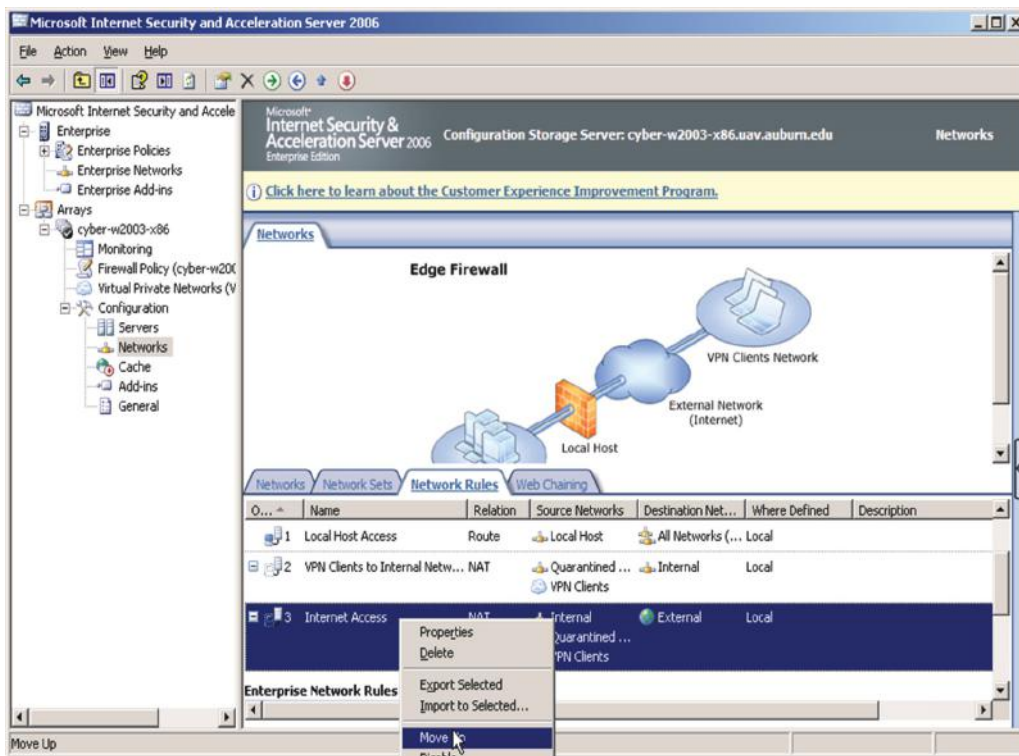 Microsoft Internet Security and Acceleration Server 2006
File Action View Help
Microsoft Internet Security and Accele
Enterprise
Enterprise Policies
Enterprise Networks
Enterprise Add-ins
Arrays
cyber-w2003-x86
Monitoring
Firewall Policy (cyber-w200
Virtual Private Networks (V
Configuration
Servers
Networks
Cache
Add-ins
General
Microsoft
Internet Security &
Acceleration Server 2006
Enterprise Edition
Configuration Storage Server: cyber-w2003-x86.uav.auburn.edu
Networks
Click here to learn about the Customer Experience Improvement Program.
Networks
Edge Firewall
VPN Clients Network
External Network
(Internet)
Local Host
Networks Network Sets Network Rules Web Chaining
O... Name Relation Source Networks Destination Net... Where Defined Description
1 Local Host Access Route Local Host All Networks (... Local
2 VPN Clients to Internal Netw... NAT Quarantined ... Internal Local
VPN Clients
3 Internet Access NAT Internal External Local
Quarantined ...
VPN Clients
Properties
Delete
Export Selected
Import to Selected...
Move Up
Enterprise Network Rules
Move Up